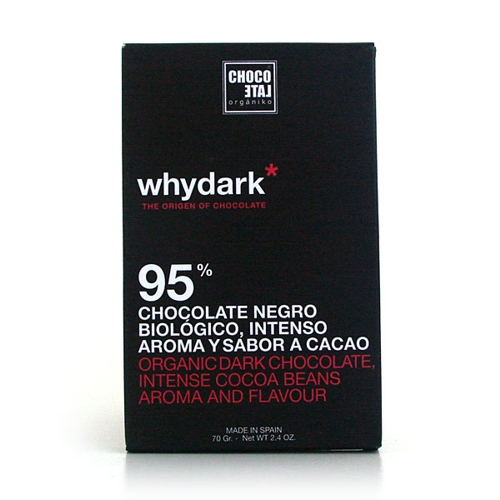 CHOCO
LATE
orgániko
whydark*
THE ORIGEN OF CHOCOLATE
95%
CHOCOLATE NEGRO
BIOLÓGICO, INTENSO
AROMA Y SABOR A CACAO
ORGANIC DARK CHOCOLATE,
INTENSE COCOA BEANS
AROMA AND FLAVOUR
MADE IN SPAIN
70 Gr. - Net WT 2.4 OZ.